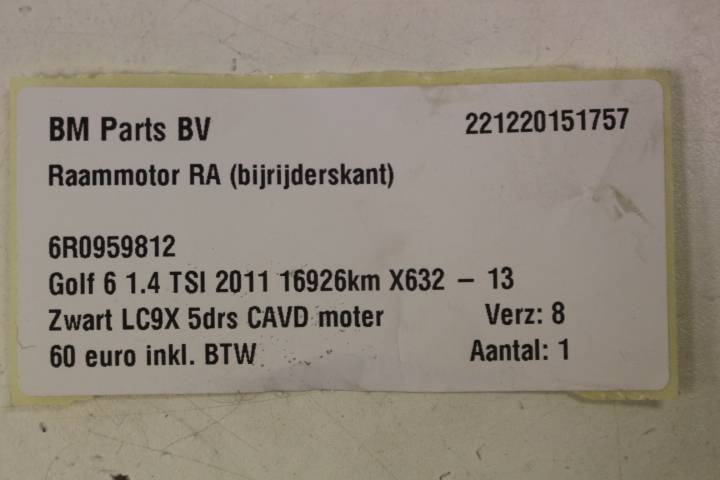 BM Parts BV 221220151757
Raammotor RA (bijrijderskant)
6R0959812
Golf 6 1.4 TSI 2011 16926km X632 – 13
Zwart LC9X 5drs CAVD moter Verz: 8
60 euro inkl. BTW Aantal: 1